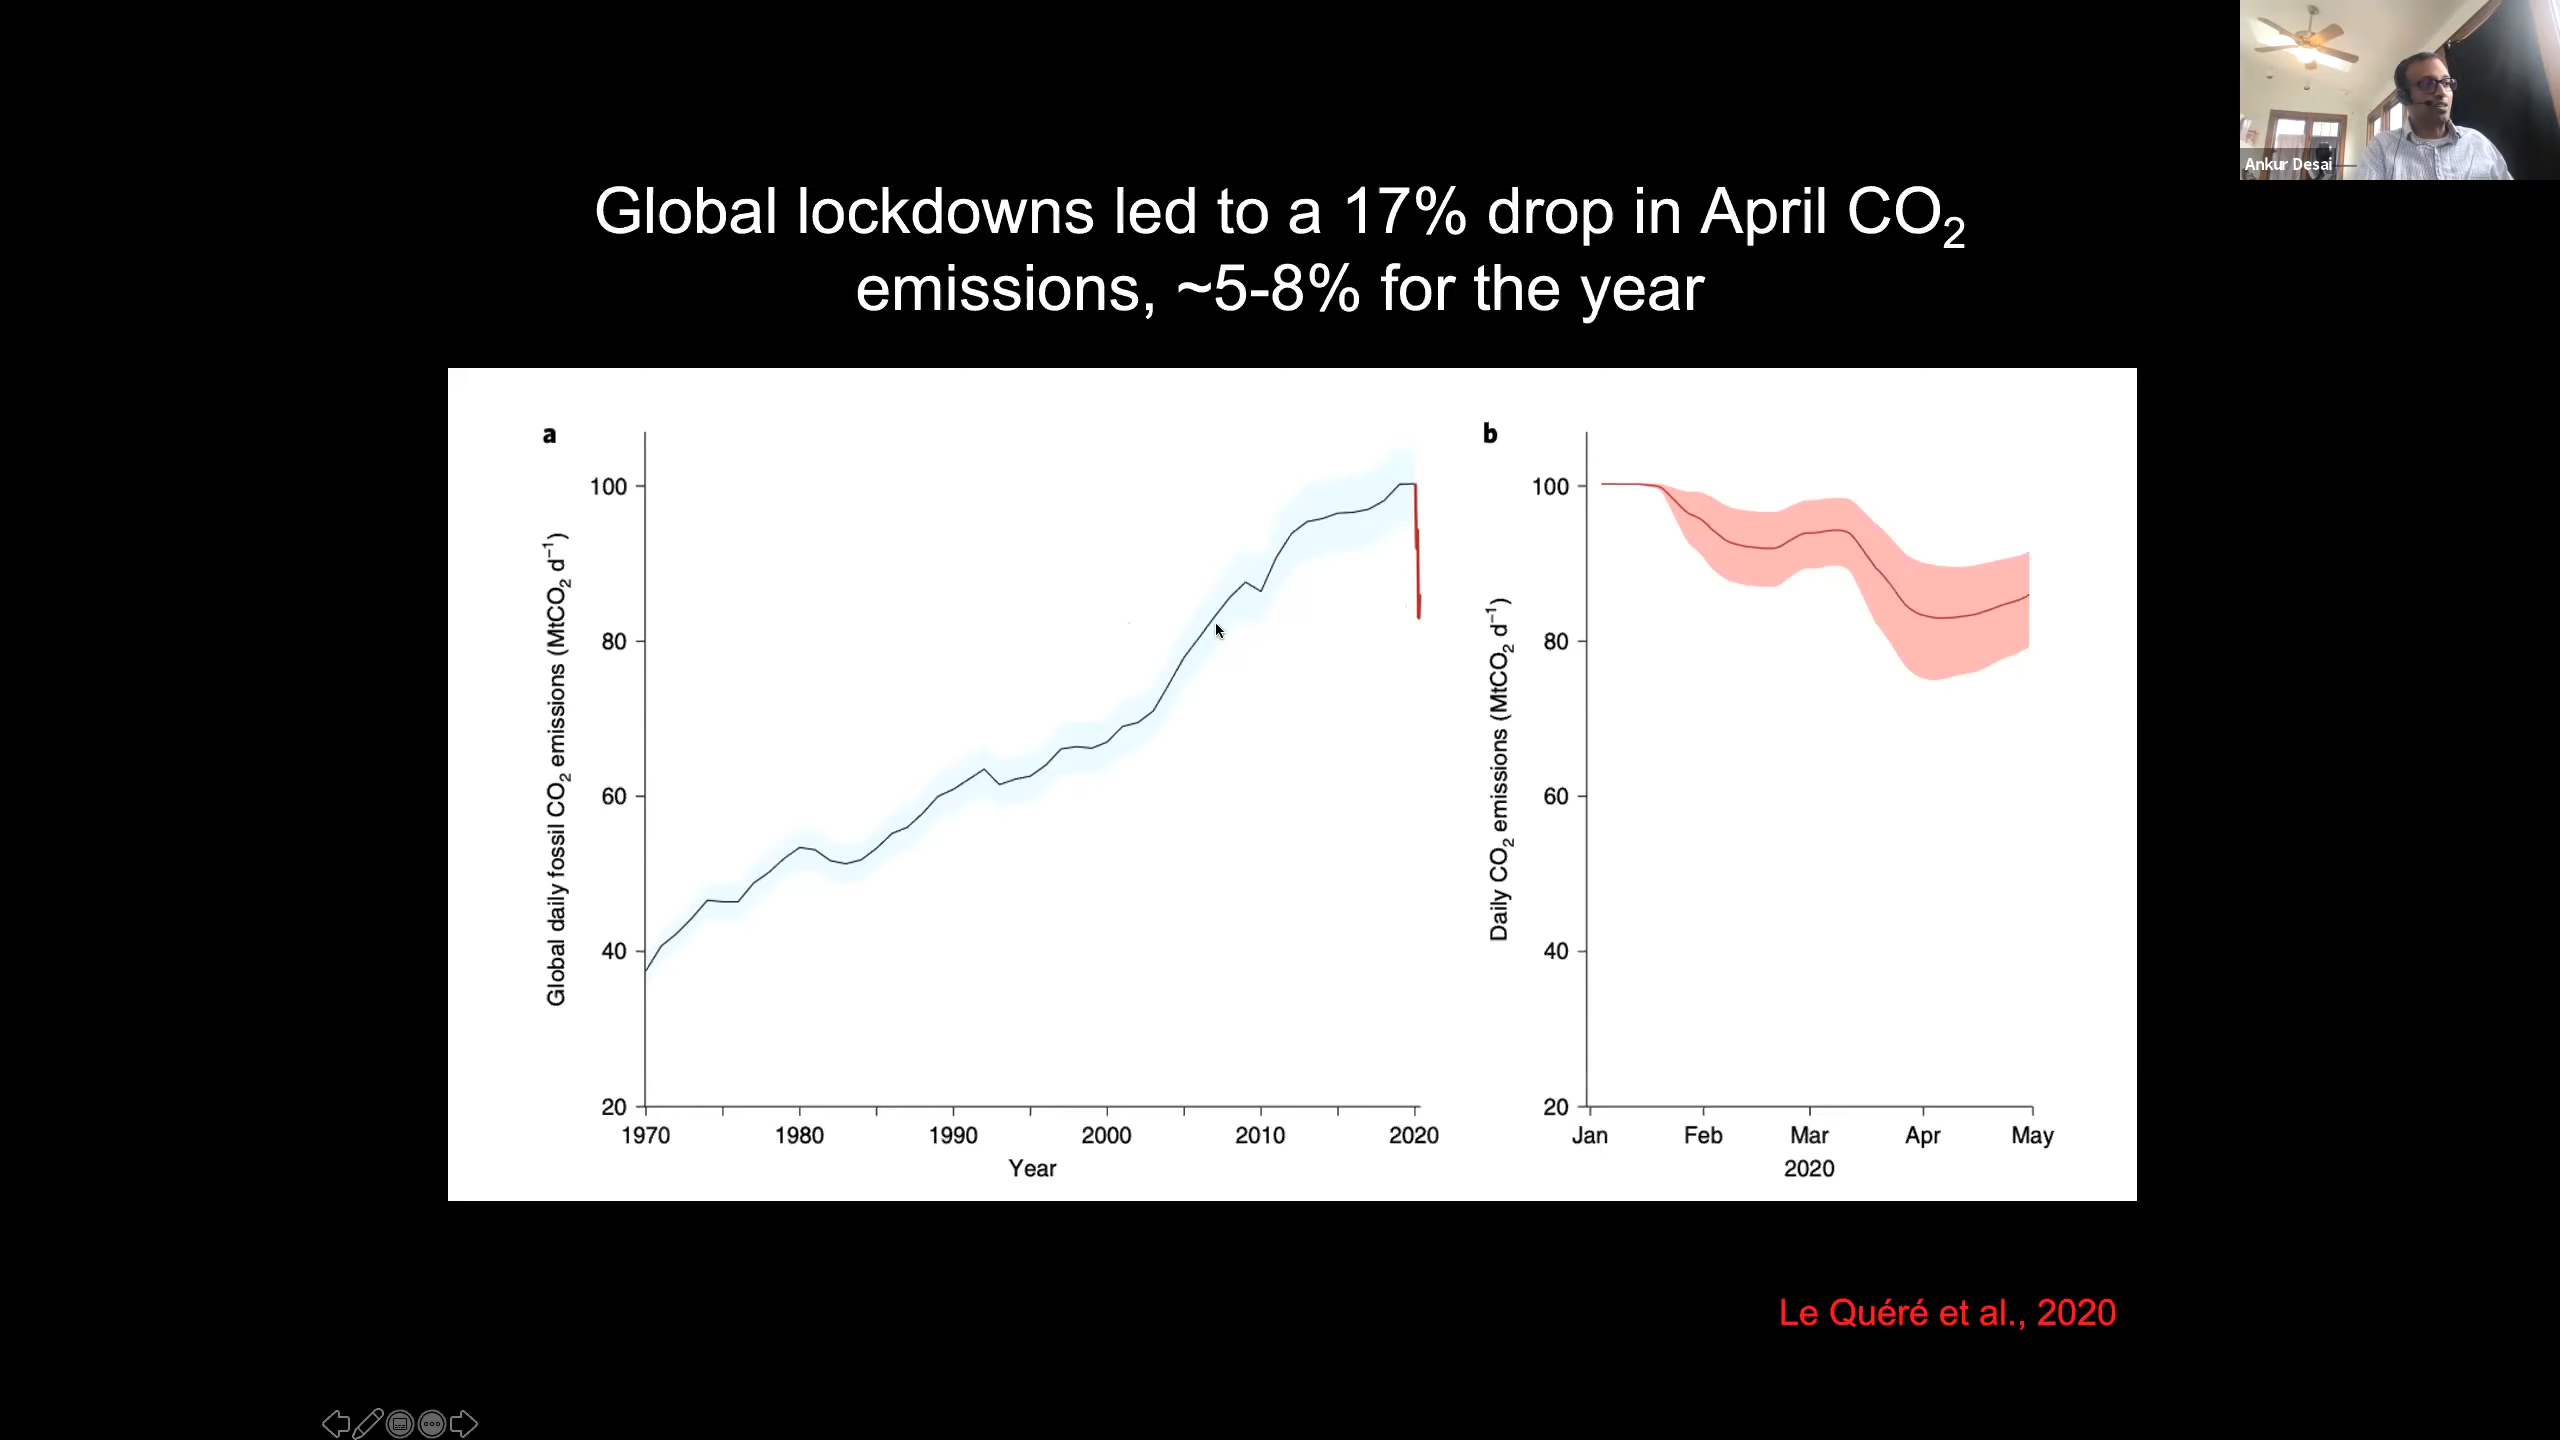 Ankur Desai
Global lockdowns led to a 17% drop in April CO₂
emissions, ~5-8% for the year
a
Global daily fossil CO₂ emissions (MtCO₂ d⁻¹)
100
80
60
40
20
1970 1980 1990 2000 2010 2020
Year
b
Daily CO₂ emissions (MtCO₂ d⁻¹)
100
80
60
40
20
Jan Feb Mar Apr May
2020
Le Quéré et al., 2020